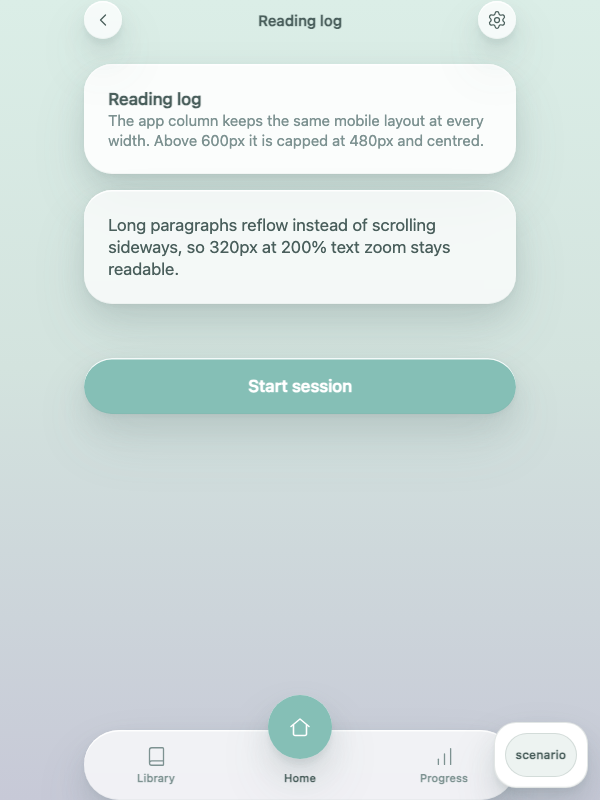 Reading log
Reading log
The app column keeps the same mobile layout at every
width. Above 600px it is capped at 480px and centred.
Long paragraphs reflow instead of scrolling
sideways, so 320px at 200% text zoom stays
readable.
Start session
Library
Home
Progress
scenario